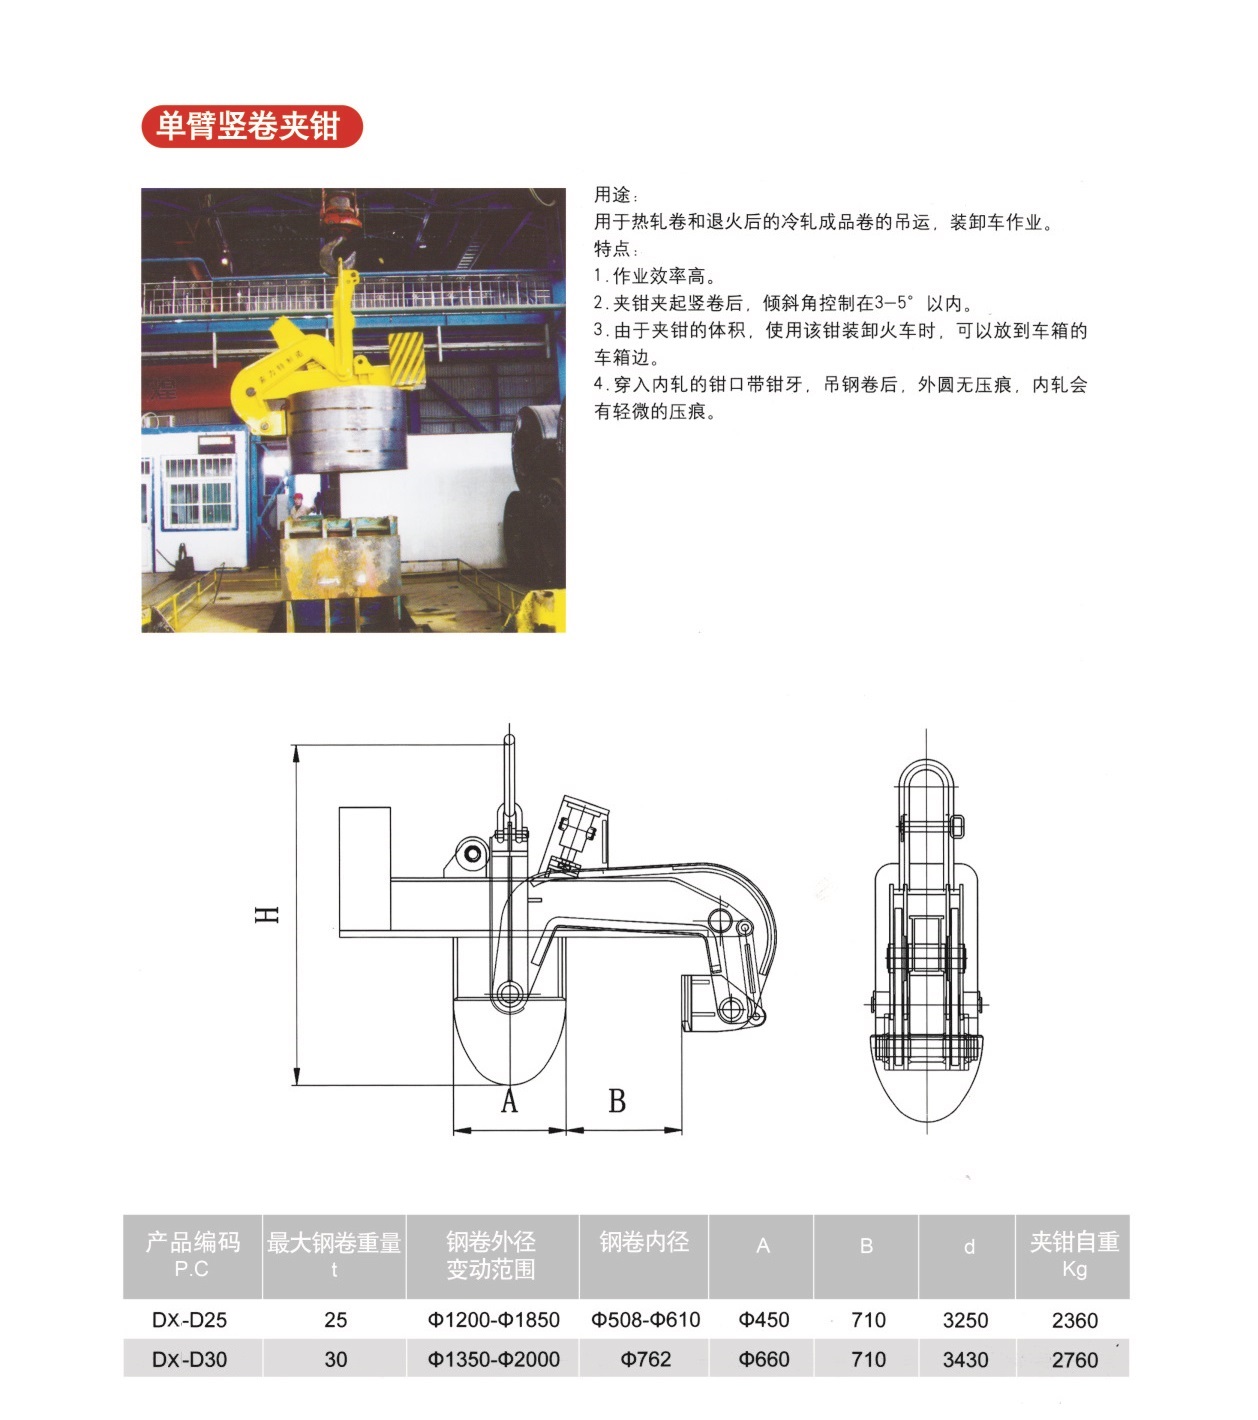 单臂竖卷夹钳
用途：
用于热轧卷和退火后的冷轧成品卷的吊运，装卸车作业。
特点：
1.作业效率高。
2.夹钳夹起竖卷后，倾斜角控制在3-5°以内。
3.由于夹钳的体积，使用该钳装卸火车时，可以放到车箱的
车箱边。
4.穿入内轧的钳口带钳牙，吊钢卷后，外圆无压痕，内轧会
有轻微的压痕。
H
A
B
产品编码 最大钢卷重量 钢卷外径 钢卷内径 A B d 夹钳自重
P.C t 变动范围 Kg
DX-D25 25 Φ1200-Φ1850 Φ508-Φ610 Φ450 710 3250 2360
DX-D30 30 Φ1350-Φ2000 Φ762 Φ660 710 3430 2760